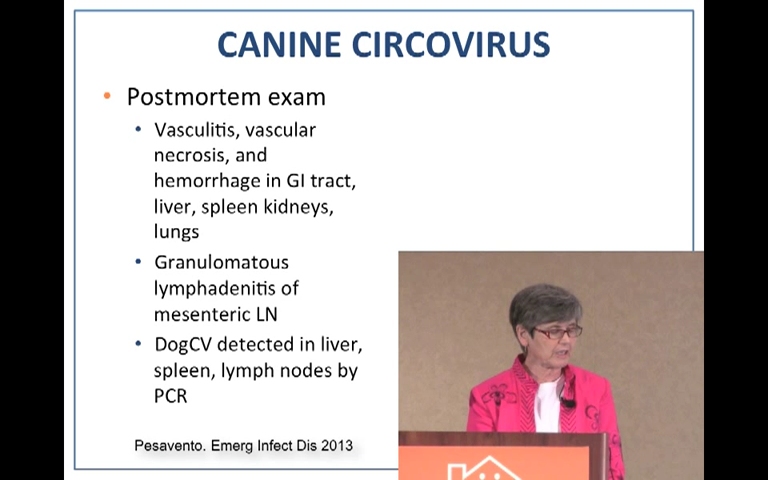 CANINE CIRCOVIRUS
• Postmortem exam
• Vasculitis, vascular
necrosis, and
hemorrhage in GI tract,
liver, spleen kidneys,
lungs
• Granulomatous
lymphadenitis of
mesenteric LN
• DogCV detected in liver,
spleen, lymph nodes by
PCR
Pesavento. Emerg Infect Dis 2013